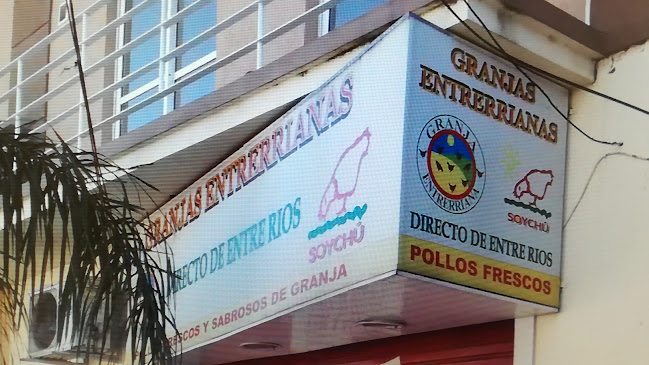 GRANJAS ENTRERRIANAS
DIRECTO DE ENTRE RIOS
SOYCHÚ
FRESCOS Y SABROSOS DE GRANJA
GRANJAS
ENTRERRIANAS
GRANJA
ENTRERRIANA
SOYCHÚ
DIRECTO DE ENTRE RIOS
POLLOS FRESCOS